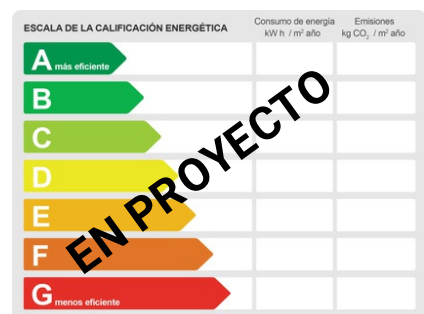 ESCALA DE LA CALIFICACIÓN ENERGÉTICA
Consumo de energía
kW h / m² año
Emisiones
kg CO₂ / m² año
A más eficiente
B
C
D
E
F
G menos eficiente
EN PROYECTO